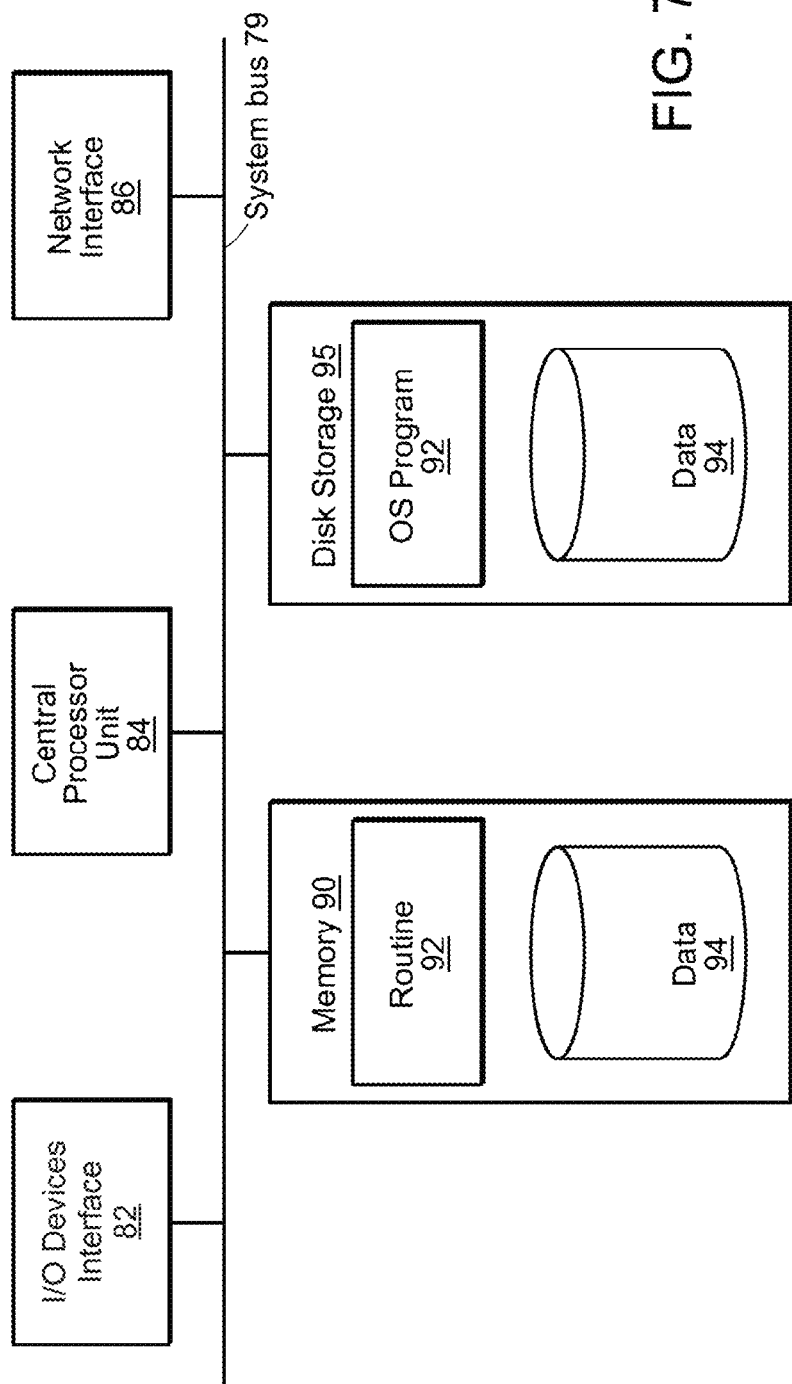 I/O Devices
Interface
82
Central
Processor
Unit
84
Network
Interface
86
System bus 79
Memory 90
Routine
92
Data
94
Disk Storage 95
OS Program
92
Data
94
FIG. 7